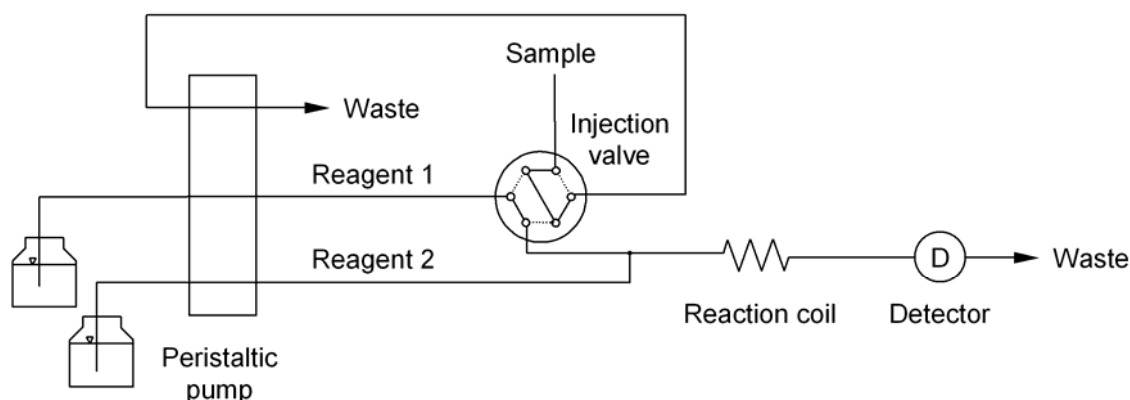 Sample
Waste
Injection
valve
Reagent 1
Reagent 2
D
Waste
Reaction coil
Detector
Peristaltic
pump